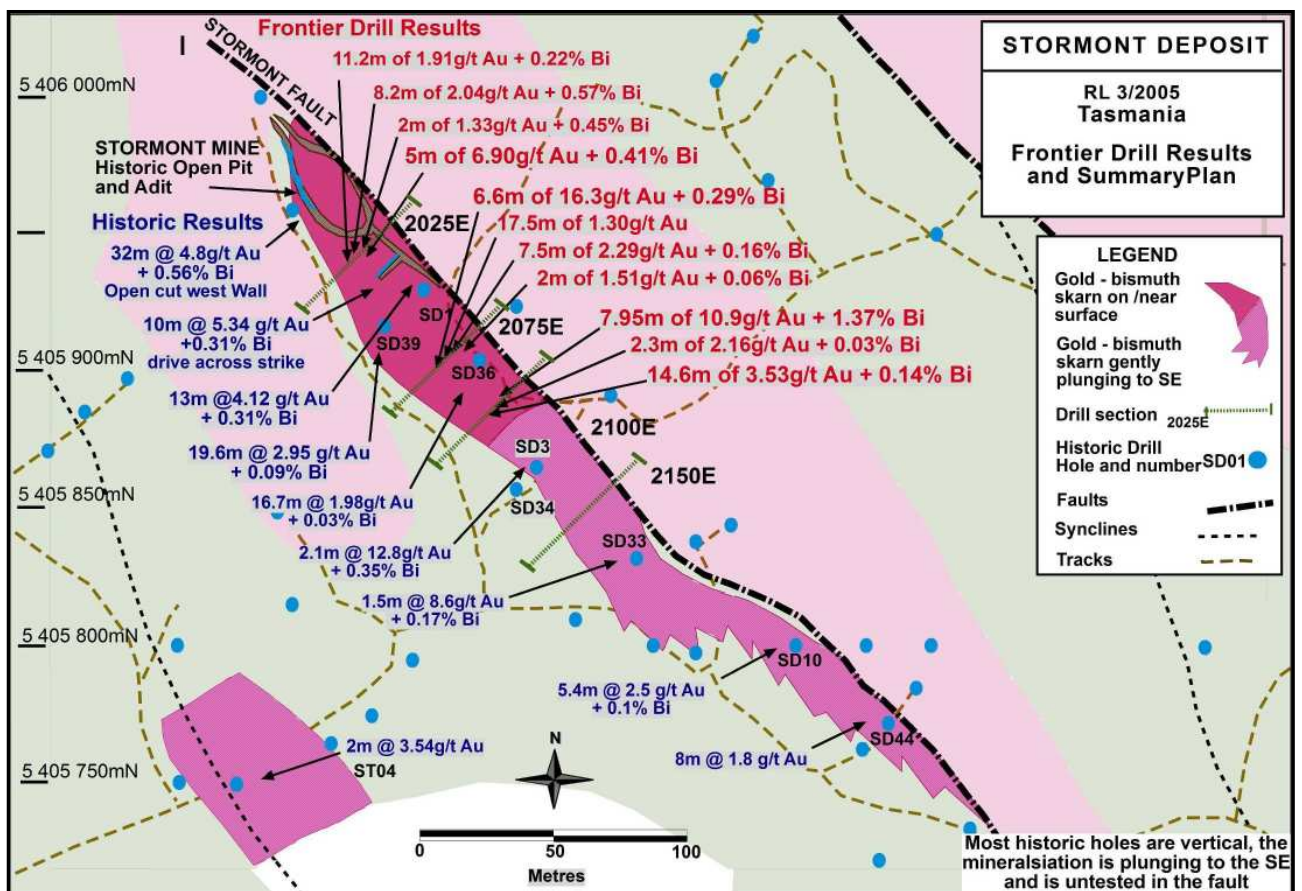 Frontier Drill Results
I
STORMONT FAULT
11.2m of 1.91g/t Au + 0.22% Bi
8.2m of 2.04g/t Au + 0.57% Bi
2m of 1.33g/t Au + 0.45% Bi
5m of 6.90g/t Au + 0.41% Bi
6.6m of 16.3g/t Au + 0.29% Bi
17.5m of 1.30g/t Au
7.5m of 2.29g/t Au + 0.16% Bi
2m of 1.51g/t Au + 0.06% Bi
7.95m of 10.9g/t Au + 1.37% Bi
2.3m of 2.16g/t Au + 0.03% Bi
14.6m of 3.53g/t Au + 0.14% Bi
5 406 000mN
5 405 900mN
5 405 850mN
5 405 800mN
5 405 750mN
STORMONT MINE
Historic Open Pit
and Adit
Historic Results
32m @ 4.8g/t Au
+ 0.56% Bi
Open cut west Wall
10m @ 5.34 g/t Au
+0.31% Bi
drive across strike
13m @4.12 g/t Au
+ 0.31% Bi
19.6m @ 2.95 g/t Au
+ 0.09% Bi
16.7m @ 1.98g/t Au
+ 0.03% Bi
2.1m @ 12.8g/t Au
+ 0.35% Bi
1.5m @ 8.6g/t Au
+ 0.17% Bi
5.4m @ 2.5 g/t Au
+ 0.1% Bi
8m @ 1.8 g/t Au
2m @ 3.54g/t Au
ST04
2025E
2075E
2100E
2150E
SD1
SD39
SD36
SD3
SD34
SD33
SD10
SD44
N
0
50
100
Metres
STORMONT DEPOSIT
RL 3/2005
Tasmania
Frontier Drill Results
and SummaryPlan
LEGEND
Gold - bismuth
skarn on /near
surface
Gold - bismuth
skarn gently
plunging to SE
Drill section 2025E
Historic Drill
Hole and number SD01
Faults
Synclines
Tracks
Most historic holes are vertical, the
mineralsiation is plunging to the SE
and is untested in the fault